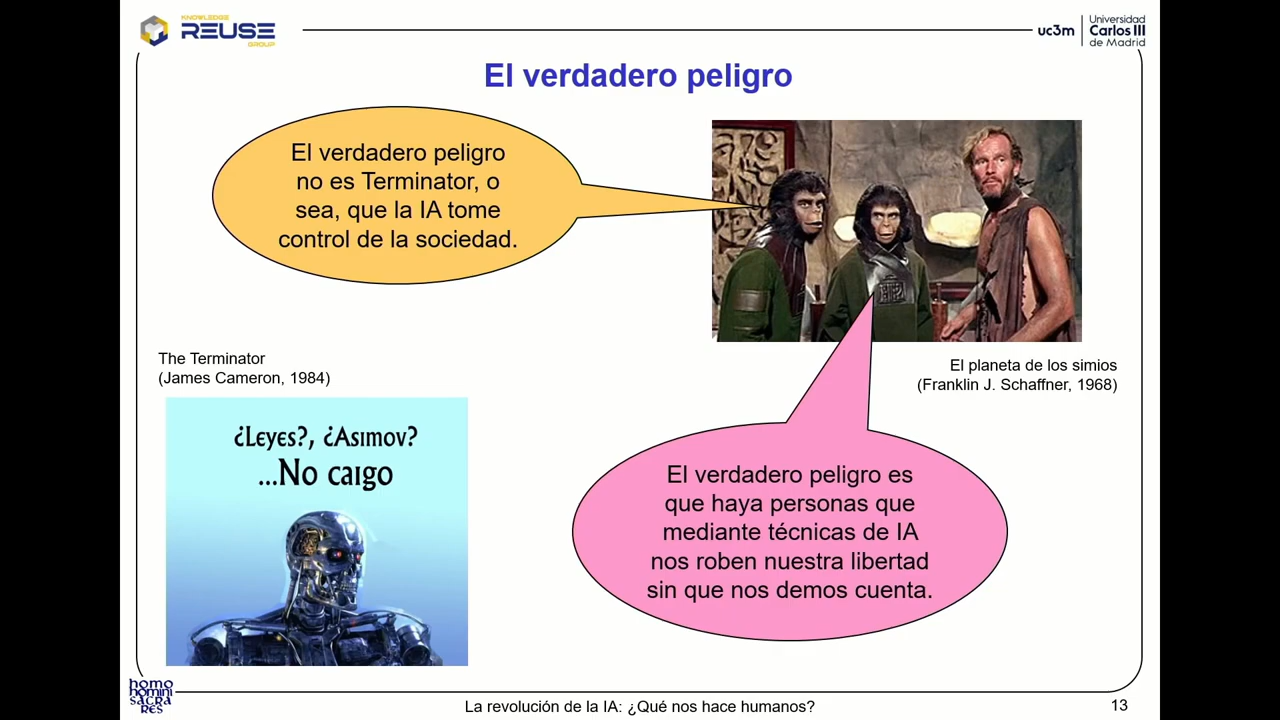 KNOWLEDGE
REUSE
GROUP
uc3m
Universidad
Carlos III
de Madrid
El verdadero peligro
El verdadero peligro
no es Terminator, o
sea, que la IA tome
control de la sociedad.
The Terminator
(James Cameron, 1984)
El planeta de los simios
(Franklin J. Schaffner, 1968)
¿Leyes?, ¿Asimov?
...No caigo
El verdadero peligro es
que haya personas que
mediante técnicas de IA
nos roben nuestra libertad
sin que nos demos cuenta.
homo
homini
sacra
res
La revolución de la IA: ¿Qué nos hace humanos?
13